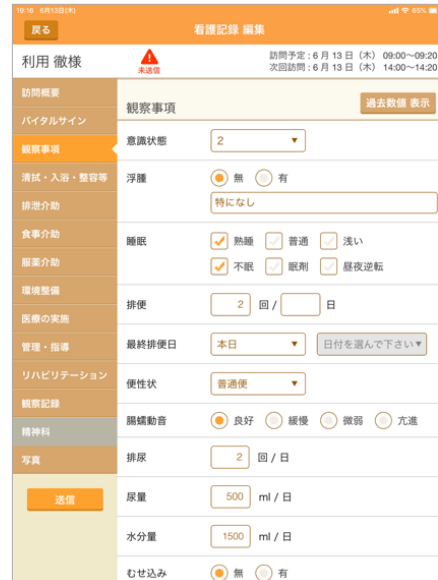 19:16 6月13日(木)
65%
戻る
看護記録 編集
利用 徹様
未送信
訪問予定：6 月 13 日（木） 09:00〜09:20
次回訪問：6 月 13 日（木） 14:00〜14:20
訪問概要
バイタルサイン
観察事項
清拭・入浴・整容等
排泄介助
食事介助
服薬介助
環境整備
医療の実施
管理・指導
リハビリテーション
観察記録
精神科
写真
送信
観察事項
過去数値 表示
意識状態 2
浮腫 無 有
特になし
睡眠 熟睡 普通 浅い
不眠 眠剤 昼夜逆転
排便 2 回 / 日
最終排便日 本日 日付を選んで下さい
便性状 普通便
腸蠕動音 良好 緩慢 微弱 亢進
排尿 2 回 / 日
尿量 500 ml / 日
水分量 1500 ml / 日
むせ込み 無 有